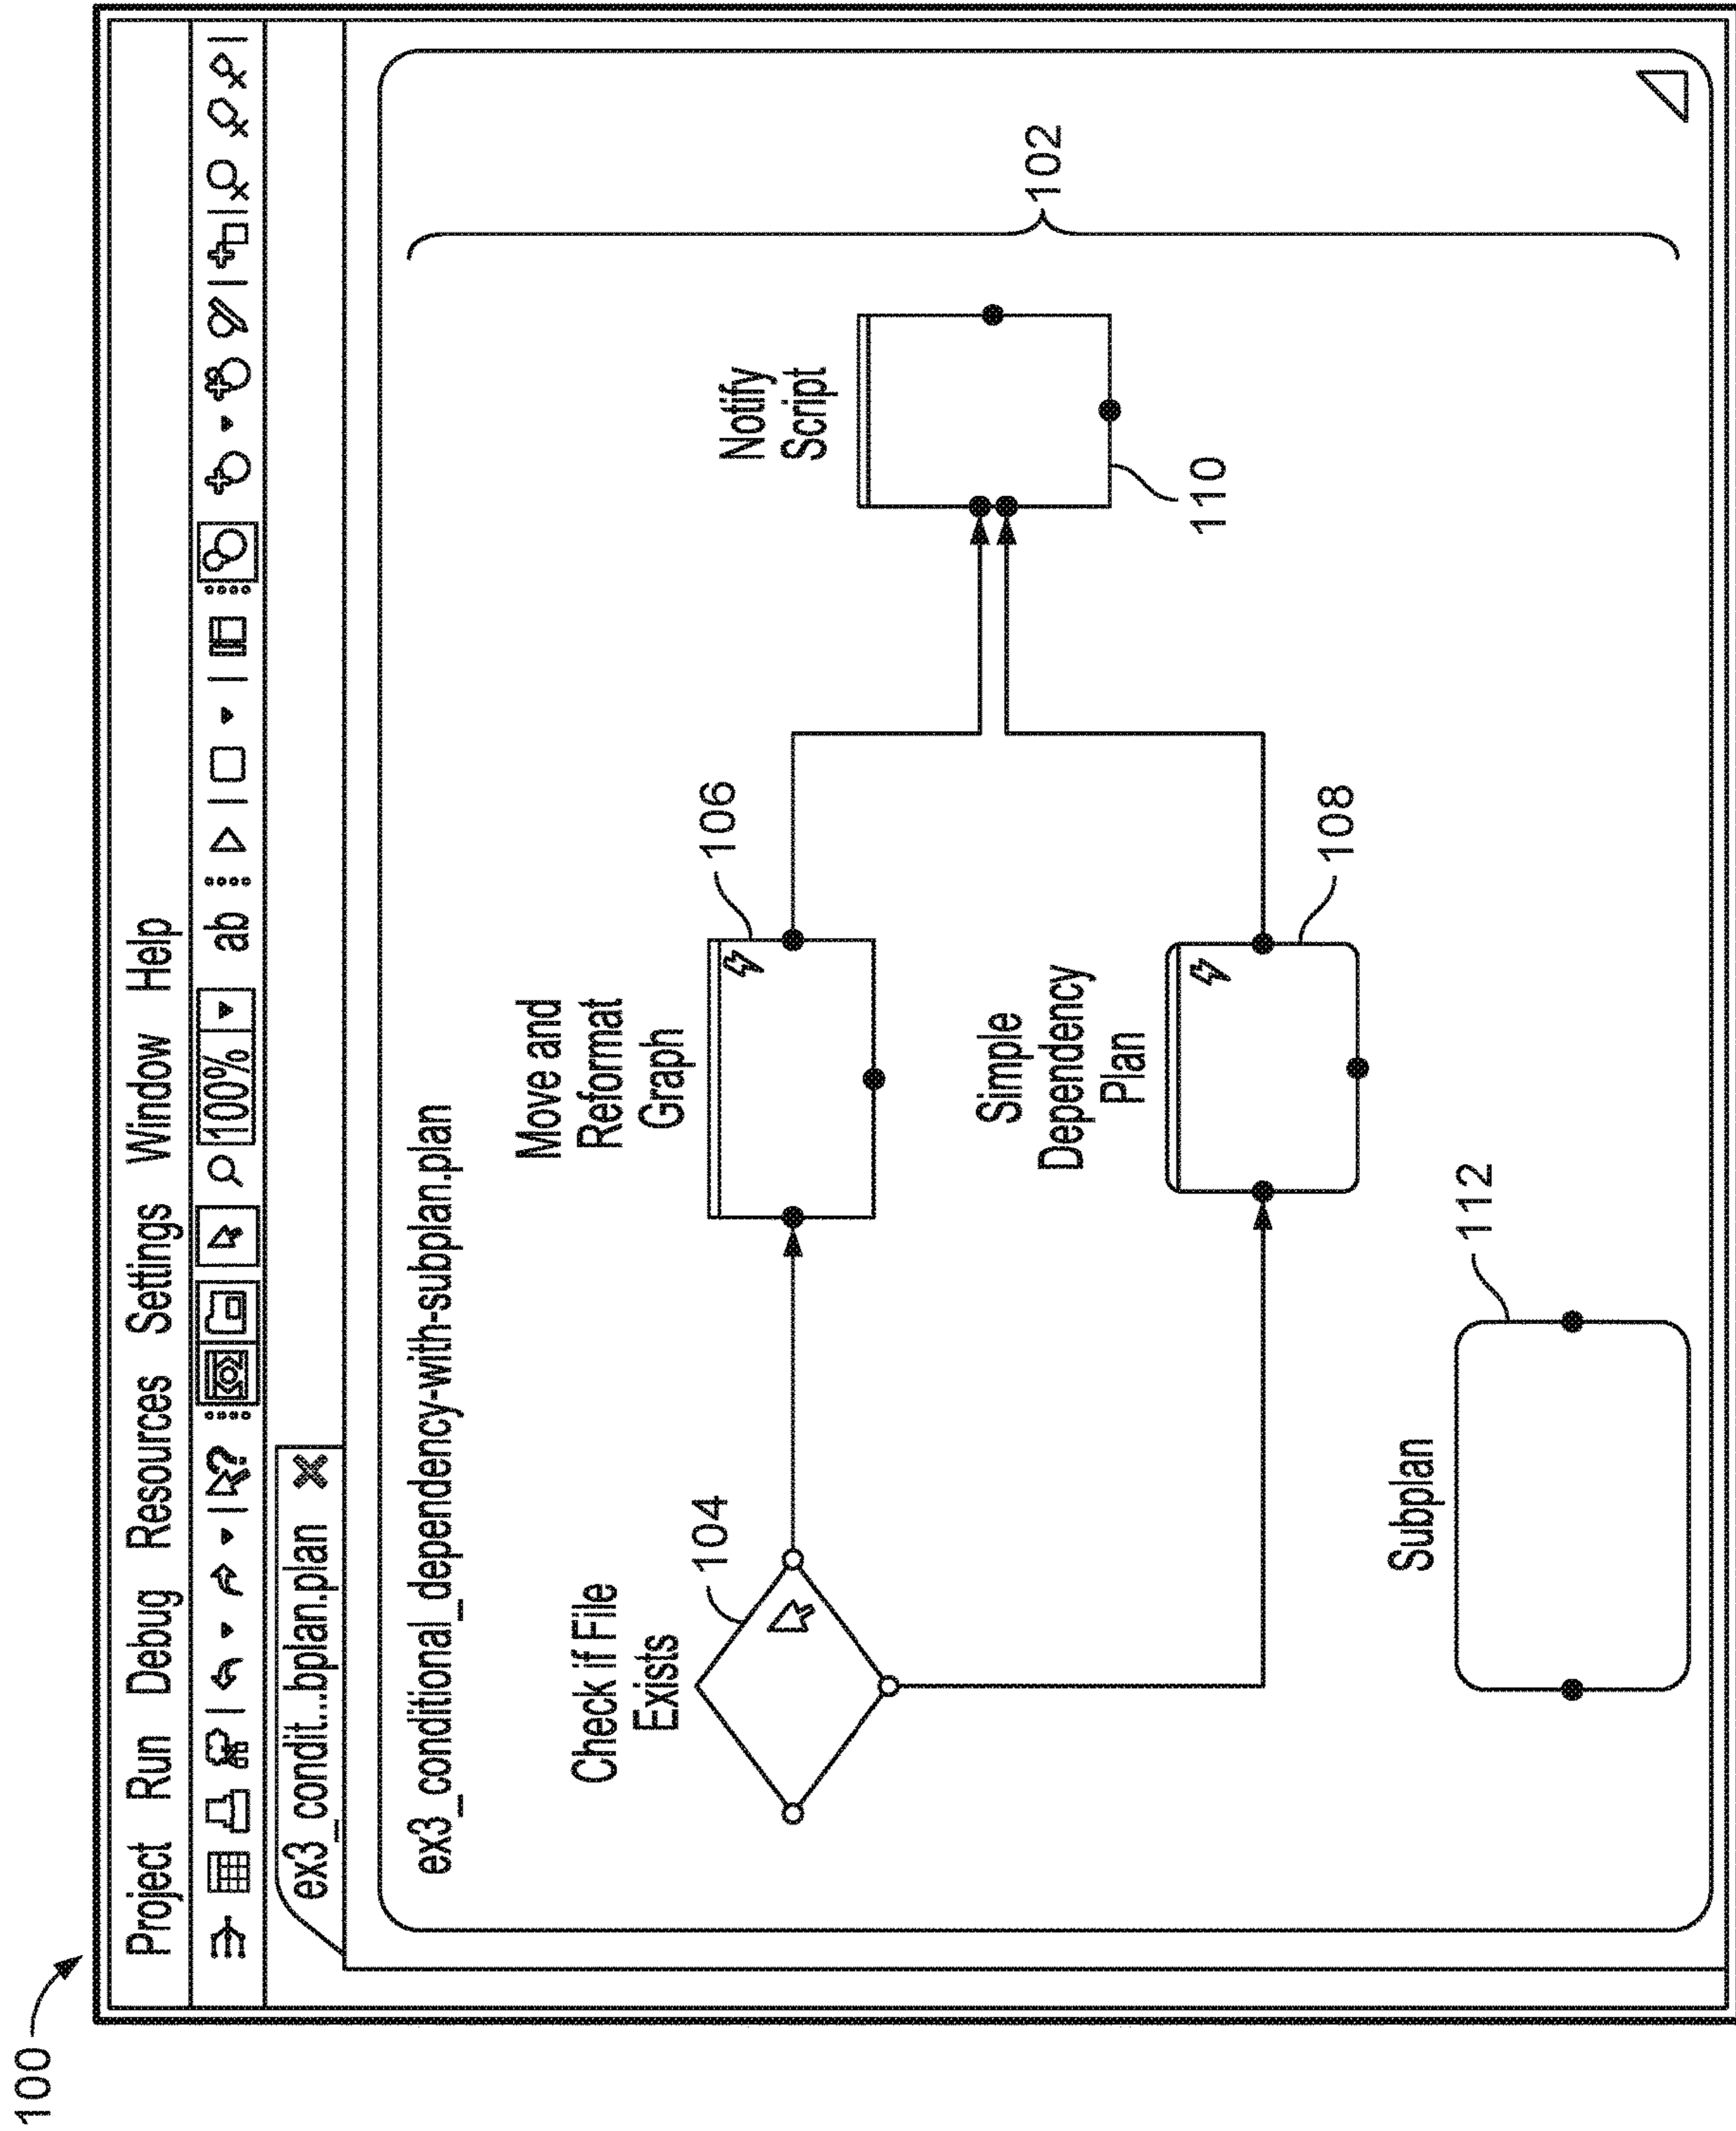 100
Project Run Debug Resources Settings Window Help
100% ab
ex3_condit...bplan.plan
ex3_conditional_dependency-with-subplan.plan
102
Check if File
Exists
104
Move and
Reformat
Graph
106
Notify
Script
110
Simple
Dependency
Plan
108
Subplan
112